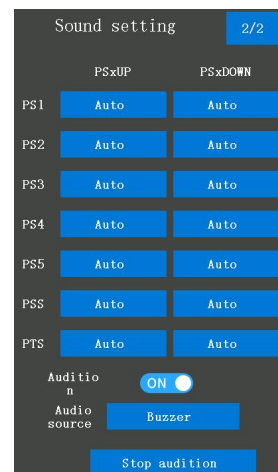 Sound setting 2/2
PSxUP PSxDOWN
PS1 Auto Auto
PS2 Auto Auto
PS3 Auto Auto
PS4 Auto Auto
PS5 Auto Auto
PSS Auto Auto
PTS Auto Auto
Auditio
n ON
Audio
source Buzzer
Stop audition